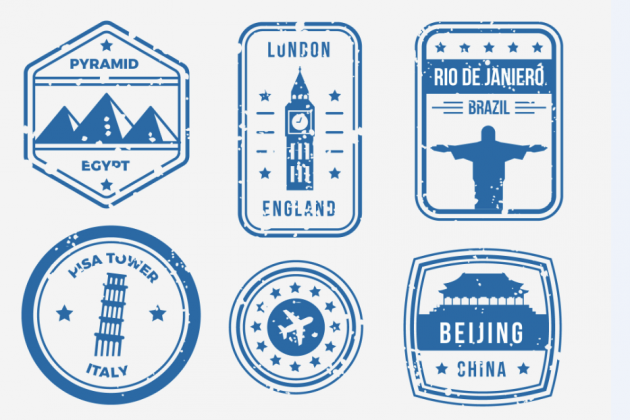 PYRAMID
EGYPT
LONDON
ENGLAND
RIO DE JANIERO
BRAZIL
PISA TOWER
ITALY
BEIJING
CHINA